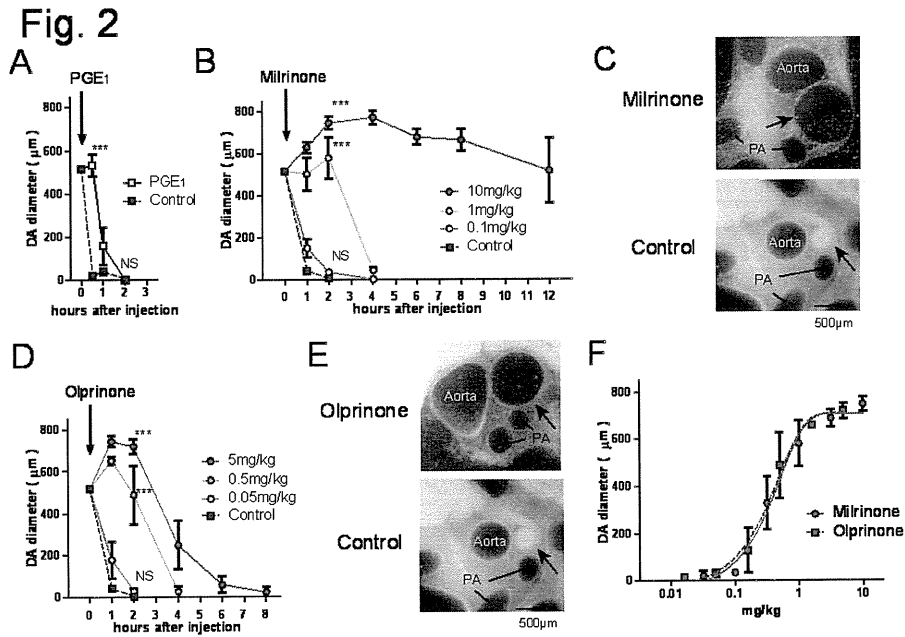 Fig. 2
A
PGE1
DA diameter ( μm)
800
600
400
200
0
***
NS
PGE1
Control
0 1 2 3
hours after injection
B
Milrinone
DA diameter ( μm)
800
600
400
200
0
***
***
NS
10mg/kg
1mg/kg
0.1mg/kg
Control
0 1 2 3 4 5 6 7 8 9 10 11 12
hours after injection
C
Milrinone
Aorta
PA
Control
Aorta
PA
500μm
D
Olprinone
DA diameter ( μm)
800
600
400
200
0
***
***
NS
5mg/kg
0.5mg/kg
0.05mg/kg
Control
0 1 2 3 4 5 6 7 8
hours after injection
E
Olprinone
Aorta
PA
Control
Aorta
PA
500μm
F
DA diameter ( μm)
800
600
400
200
0
Milrinone
Olprinone
0.01 0.1 1 10
mg/kg